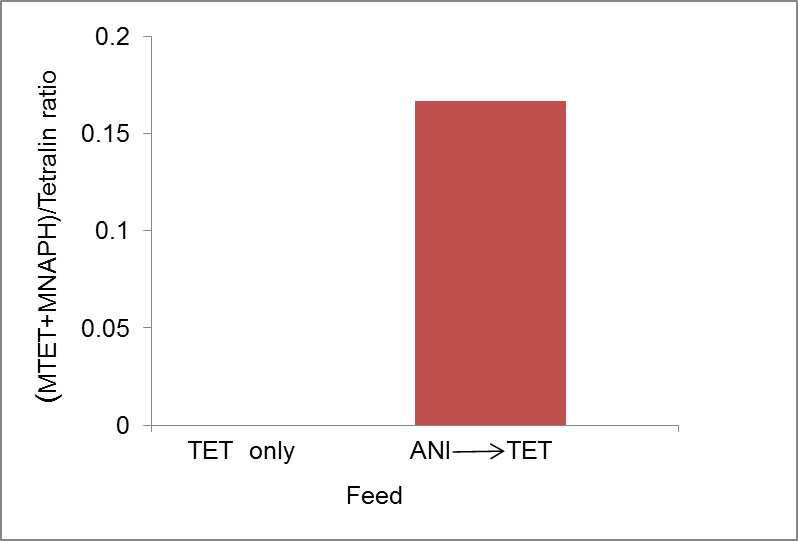 (MTET+MNAPH)/Tetralin ratio
0.2
0.15
0.1
0.05
0
TET only
ANI→TET
Feed